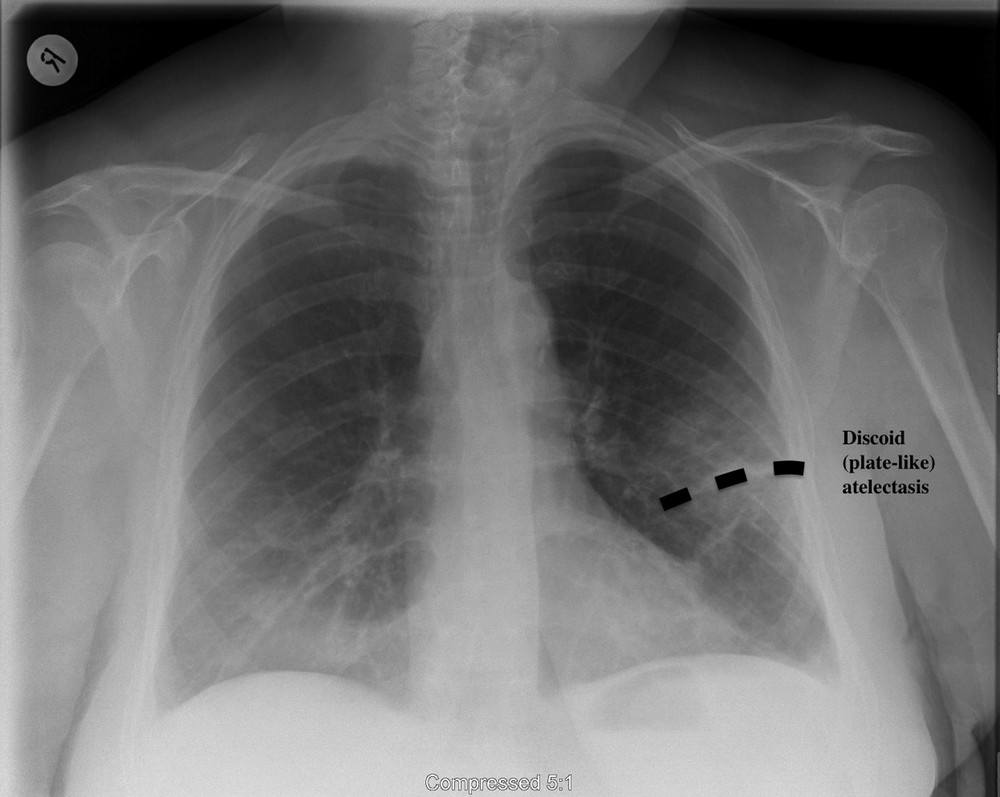 R
Discoid
(plate-like)
atelectasis
Compressed 5:1